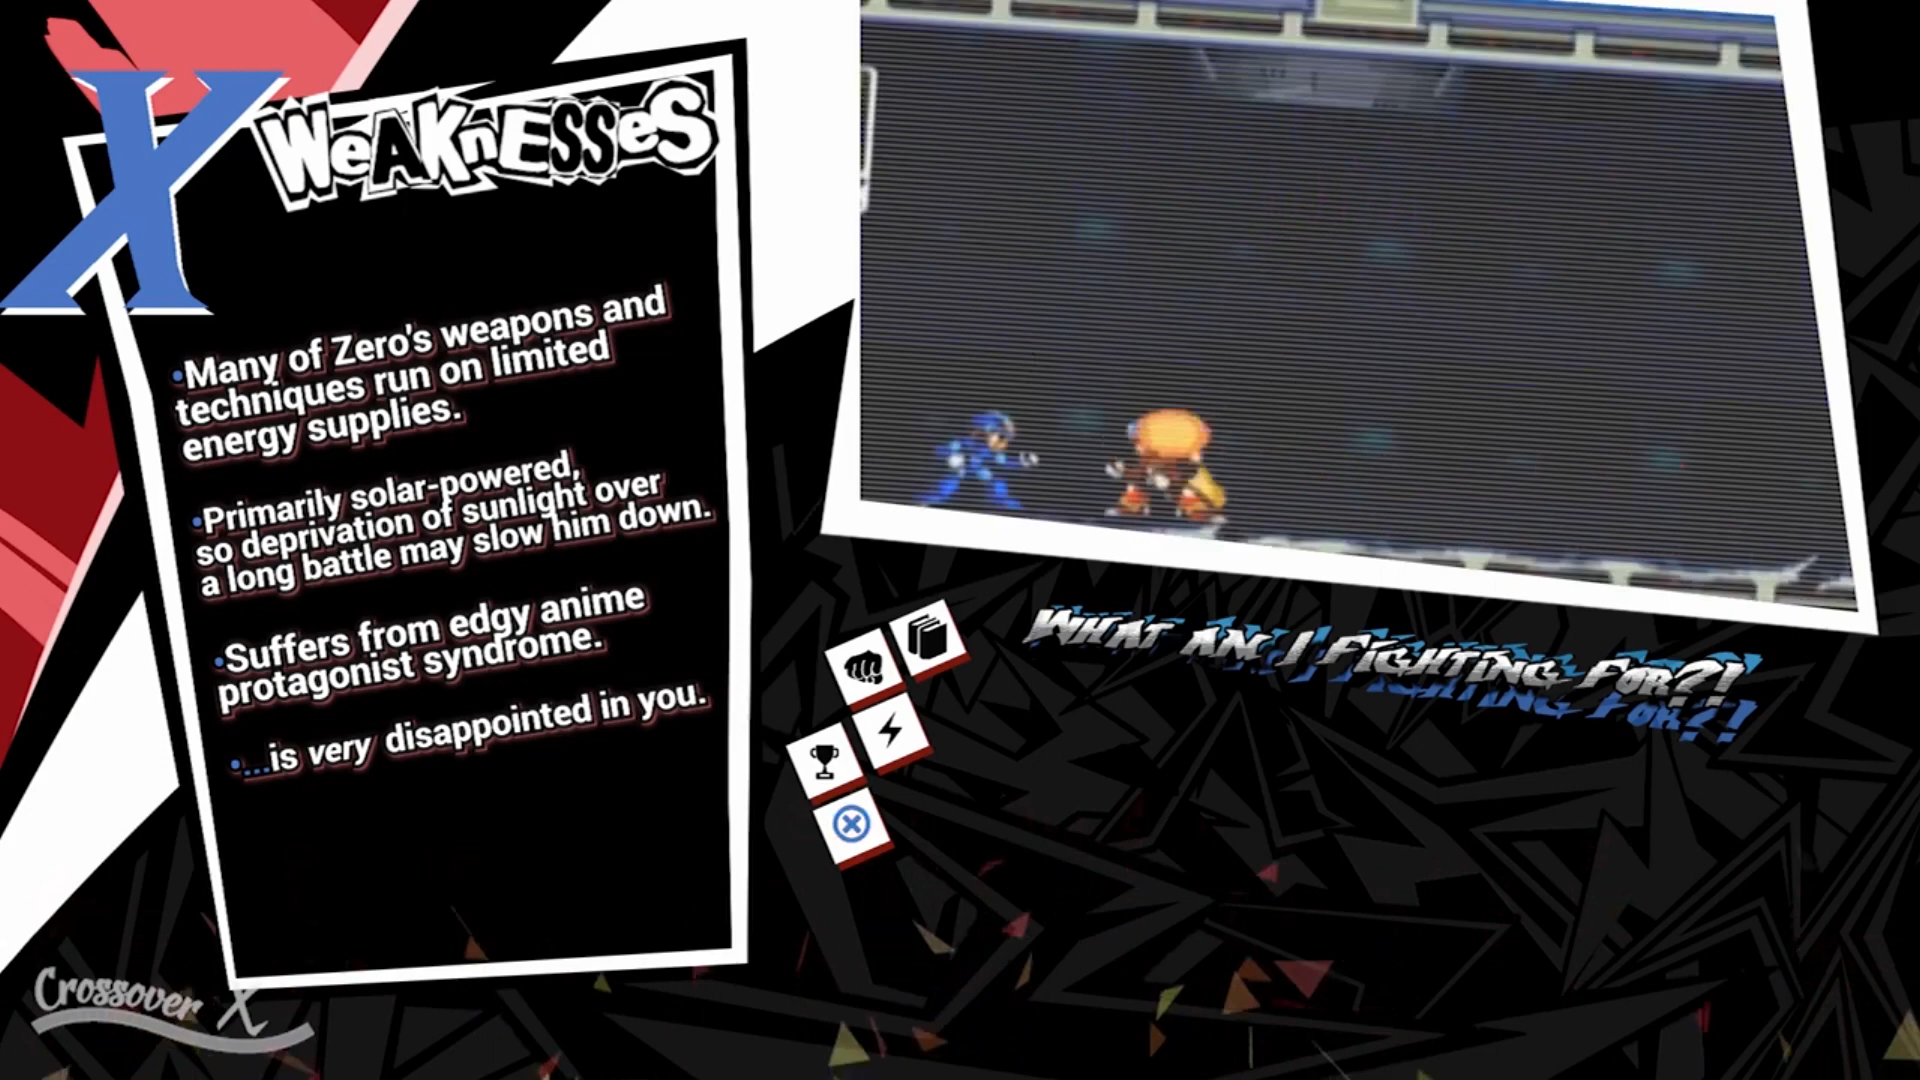 X
WeAKnESSeS
•Many of Zero's weapons and
techniques run on limited
energy supplies.
•Primarily solar-powered,
so deprivation of sunlight over
a long battle may slow him down.
•Suffers from edgy anime
protagonist syndrome.
•...is very disappointed in you.
WHAT AM I FIGHTING FOR?!
Crossover X